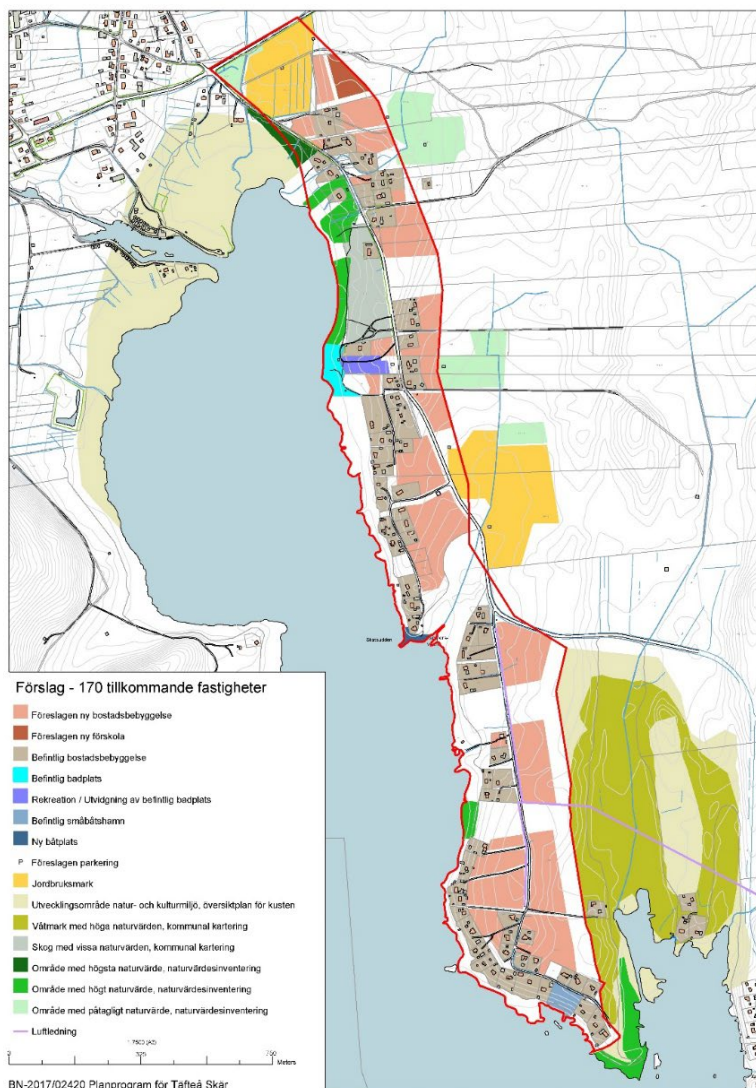 Förslag - 170 tillkommande fastigheter
Föreslagen ny bostadsbebyggelse
Föreslagen ny förskola
Befintlig bostadsbebyggelse
Befintlig badplats
Rekreation / Utvidgning av befintlig badplats
Befintlig småbåtshamn
Ny båtplats
P Föreslagen parkering
Jordbruksmark
Utvecklingsområde natur- och kulturmiljö, översiktplan för kusten
Våtmark med höga naturvärden, kommunal kartering
Skog med vissa naturvärden, kommunal kartering
Område med högsta naturvärde, naturvärdesinventering
Område med högt naturvärde, naturvärdesinventering
Område med påtagligt naturvärde, naturvärdesinventering
Luftledning
0 325 750
Meters
BN-2017/02420 Planprogram för Täfteå Skär